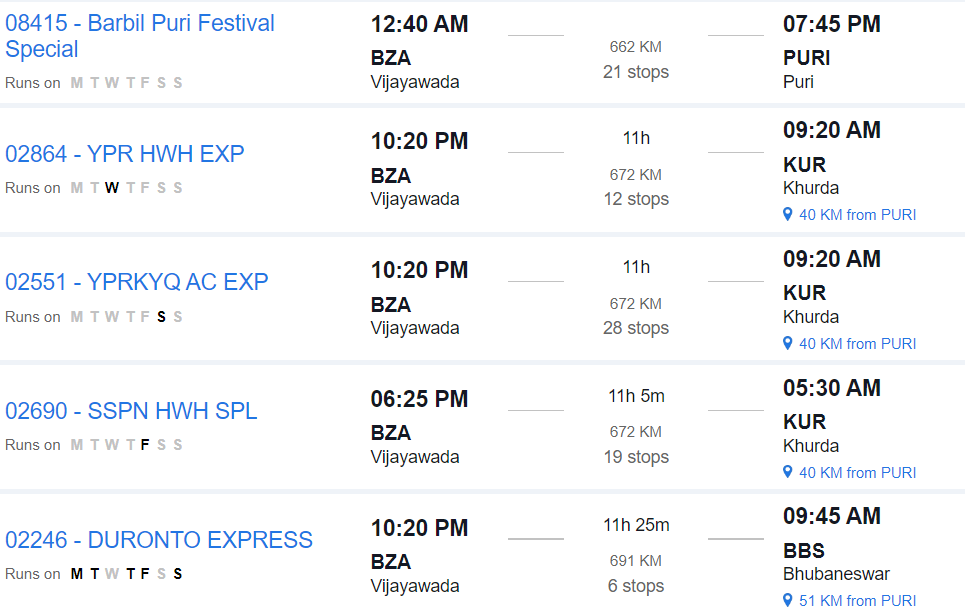 08415 - Barbil Puri Festival
Special
Runs on M T W T F S S
12:40 AM
BZA
Vijayawada
662 KM
21 stops
07:45 PM
PURI
Puri
02864 - YPR HWH EXP
Runs on M T W T F S S
10:20 PM
BZA
Vijayawada
11h
672 KM
12 stops
09:20 AM
KUR
Khurda
40 KM from PURI
02551 - YPRKYQ AC EXP
Runs on M T W T F S S
10:20 PM
BZA
Vijayawada
11h
672 KM
28 stops
09:20 AM
KUR
Khurda
40 KM from PURI
02690 - SSPN HWH SPL
Runs on M T W T F S S
06:25 PM
BZA
Vijayawada
11h 5m
672 KM
19 stops
05:30 AM
KUR
Khurda
40 KM from PURI
02246 - DURONTO EXPRESS
Runs on M T W T F S S
10:20 PM
BZA
Vijayawada
11h 25m
691 KM
6 stops
09:45 AM
BBS
Bhubaneswar
51 KM from PURI